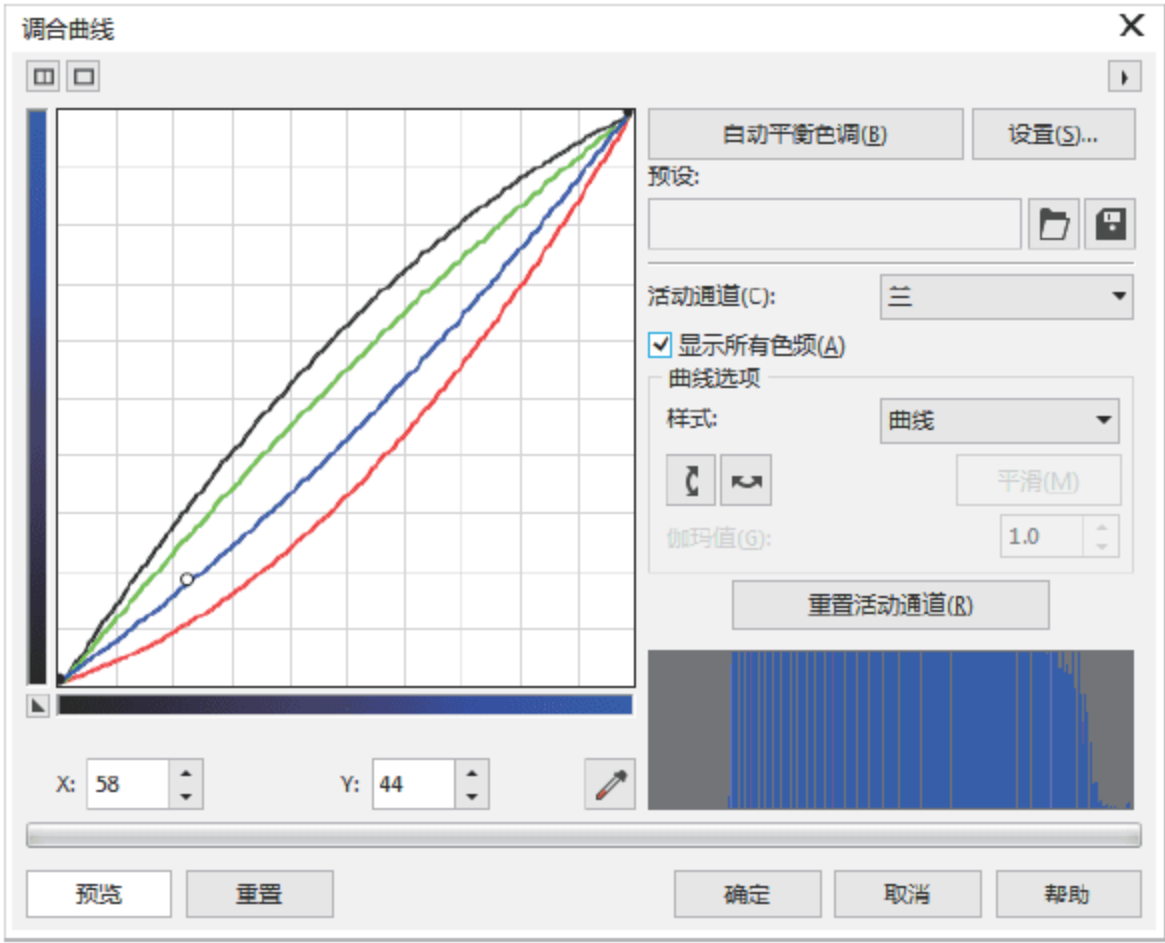 调合曲线
自动平衡色调(B) 设置(S)...
预设:
活动通道(C): 兰
显示所有色频(A)
曲线选项
样式: 曲线
平滑(M)
伽玛值(G): 1.0
重置活动通道(R)
X: 58 Y: 44
预览 重置 确定 取消 帮助